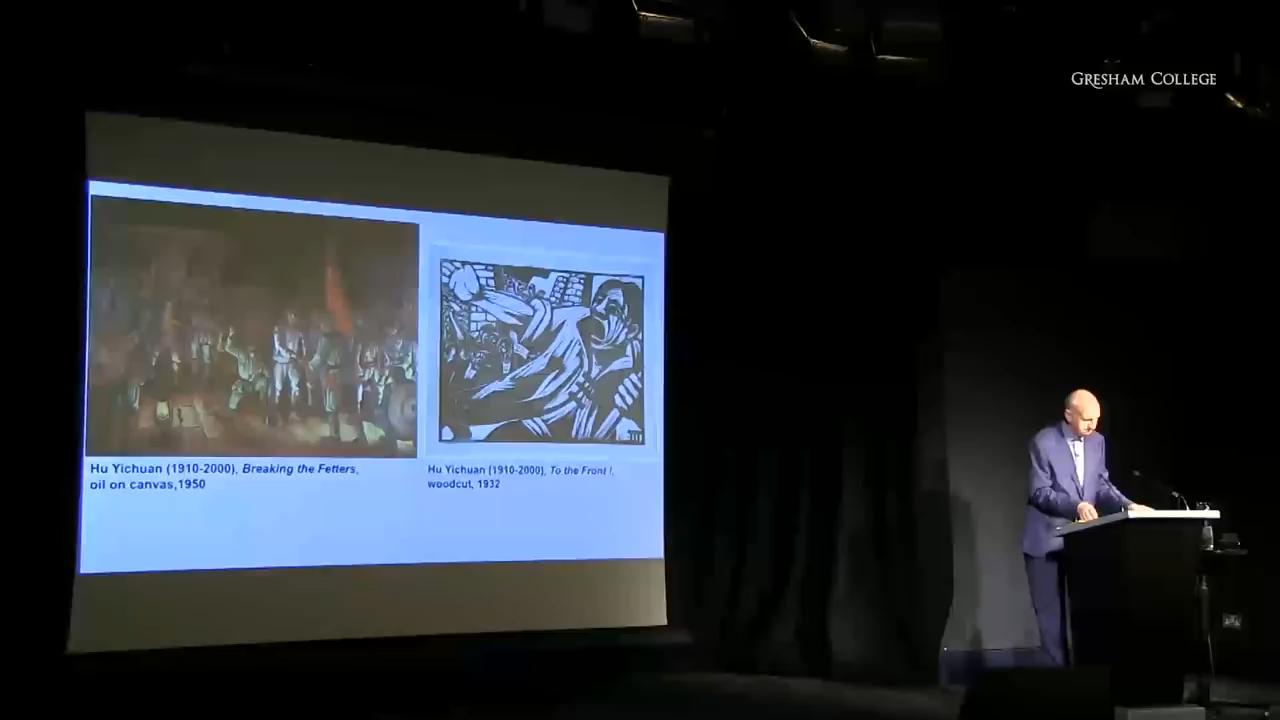 GRESHAM COLLEGE
Hu Yichuan (1910-2000), Breaking the Fetters,
oil on canvas,1950
Hu Yichuan (1910-2000), To the Front !,
woodcut, 1932